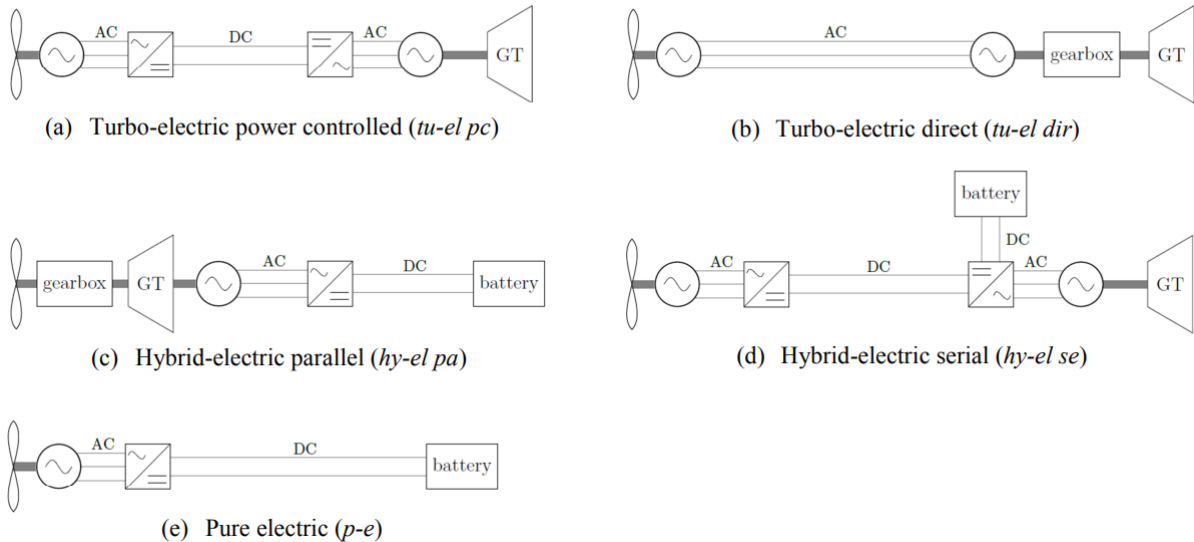 AC DC AC GT
(a) Turbo-electric power controlled (tu-el pc)
AC gearbox GT
(b) Turbo-electric direct (tu-el dir)
gearbox GT AC DC battery
(c) Hybrid-electric parallel (hy-el pa)
battery
DC
AC DC AC GT
(d) Hybrid-electric serial (hy-el se)
AC DC battery
(e) Pure electric (p-e)